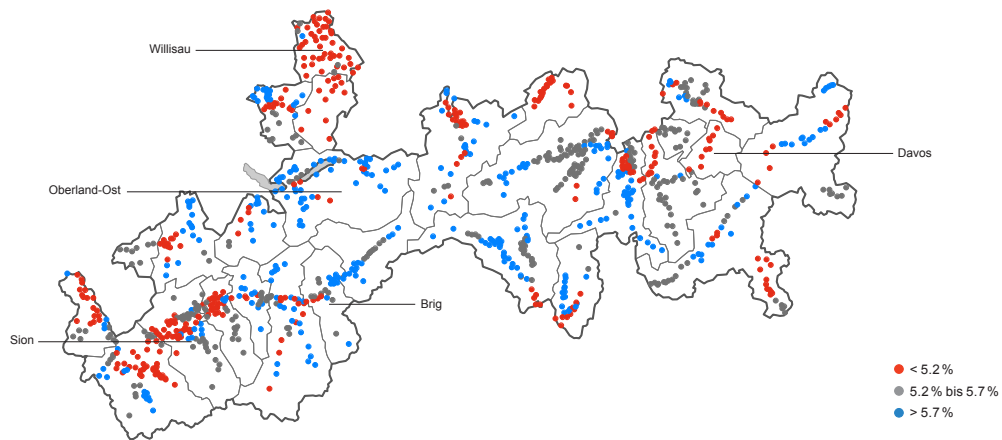 Willisau
Davos
Oberland-Ost
Brig
Sion
< 5.2 %
5.2 % bis 5.7 %
> 5.7 %